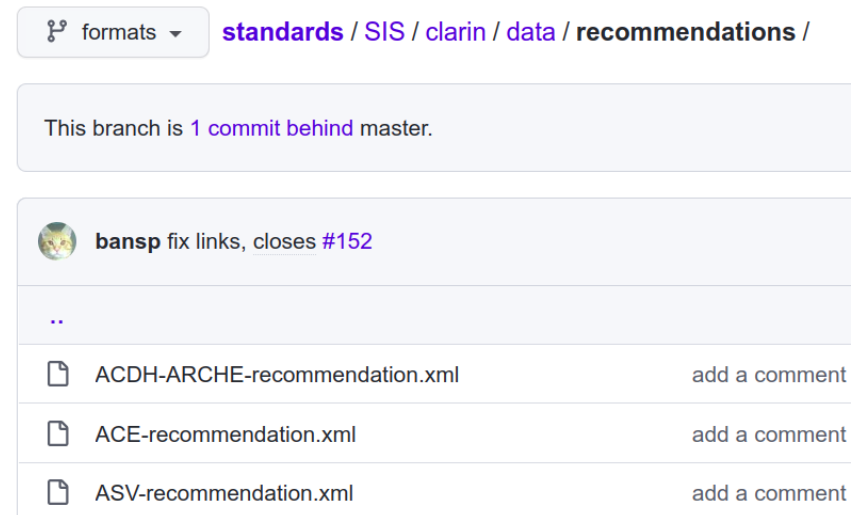 formats standards / SIS / clarin / data / recommendations /
This branch is 1 commit behind master.
bansp fix links, closes #152
..
ACDH-ARCHE-recommendation.xml add a comment
ACE-recommendation.xml add a comment
ASV-recommendation.xml add a comment